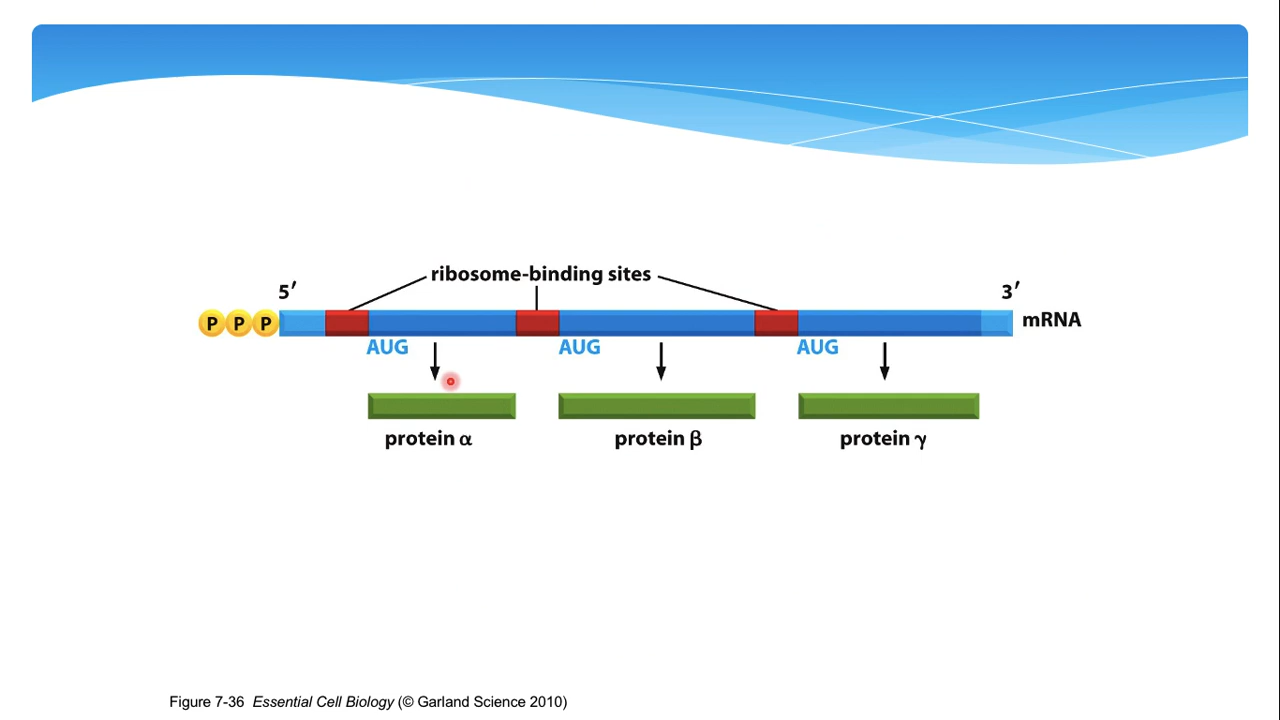 ribosome-binding sites
5′ 3′
P P P mRNA
AUG AUG AUG
protein α protein β protein γ
Figure 7-36 Essential Cell Biology (© Garland Science 2010)